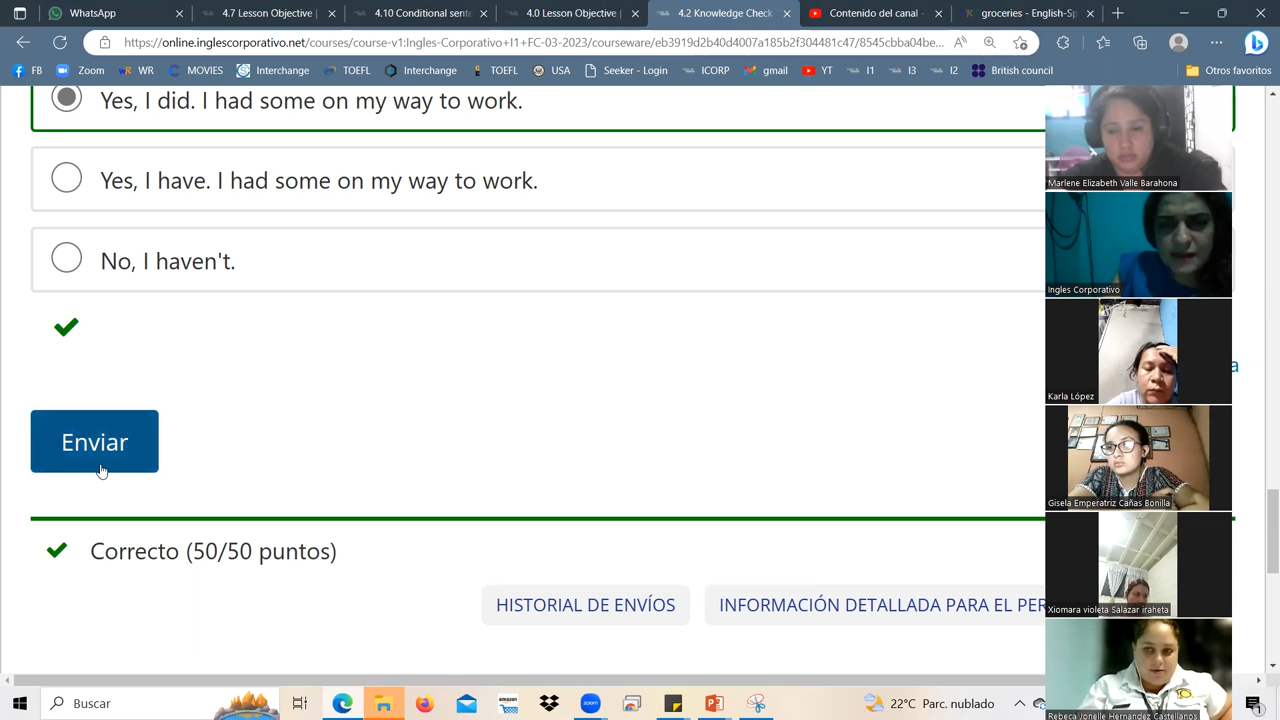 WhatsApp
4.7 Lesson Objective
4.10 Conditional sente
4.0 Lesson Objective |
4.2 Knowledge Check
Contenido del canal -
groceries - English-Sp
https://online.inglescorporativo.net/courses/course-v1:Ingles-Corporativo+I1+FC-03-2023/courseware/eb3919d2b40d4007a185b2f304481c47/8545cbba04be...
FB
Zoom
WR
MOVIES
Interchange
TOEFL
Interchange
TOEFL
USA
Seeker - Login
ICORP
gmail
YT
I1
I3
I2
British council
Otros favoritos
Yes, I did. I had some on my way to work.
Yes, I have. I had some on my way to work.
No, I haven't.
Enviar
Correcto (50/50 puntos)
HISTORIAL DE ENVÍOS
INFORMACIÓN DETALLADA PARA EL PER
a
Marlene Elizabeth Valle Barahona
Ingles Corporativo
Karla López
Gisela Emperatriz Cañas Bonilla
Xiomara violeta Salazar iraheta
Rebeca Jonelle Hernandez Castellanos
Buscar
amazon
zoom
22°C Parc. nublado
1